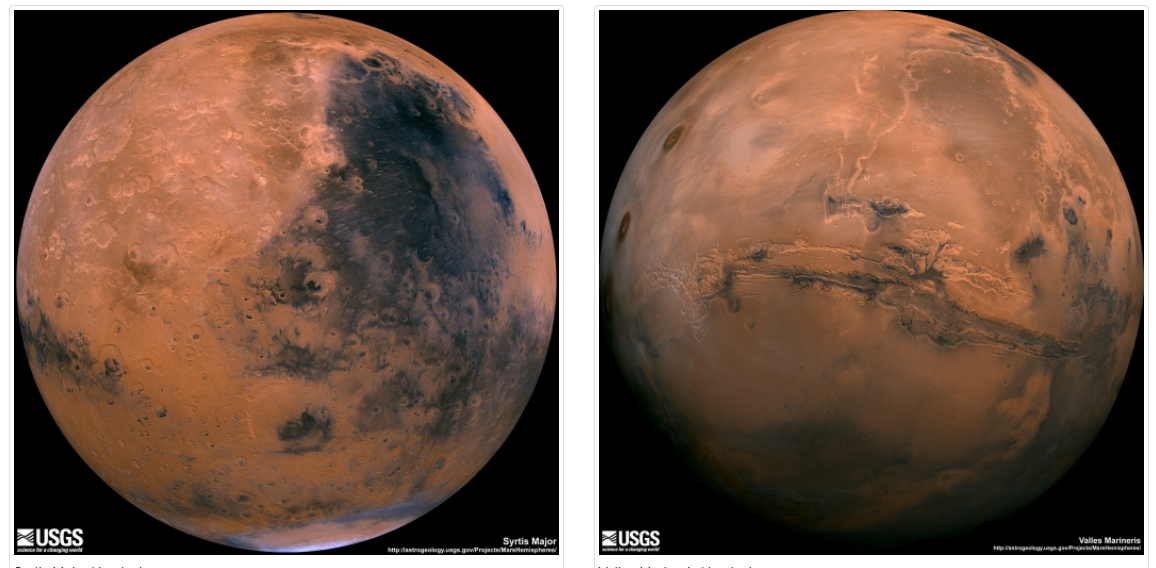 USGS
science for a changing world
Syrtis Major
http://astrogeology.usgs.gov/Projects/MarsHemispheres/
USGS
science for a changing world
Valles Marineris
http://astrogeology.usgs.gov/Projects/MarsHemispheres/